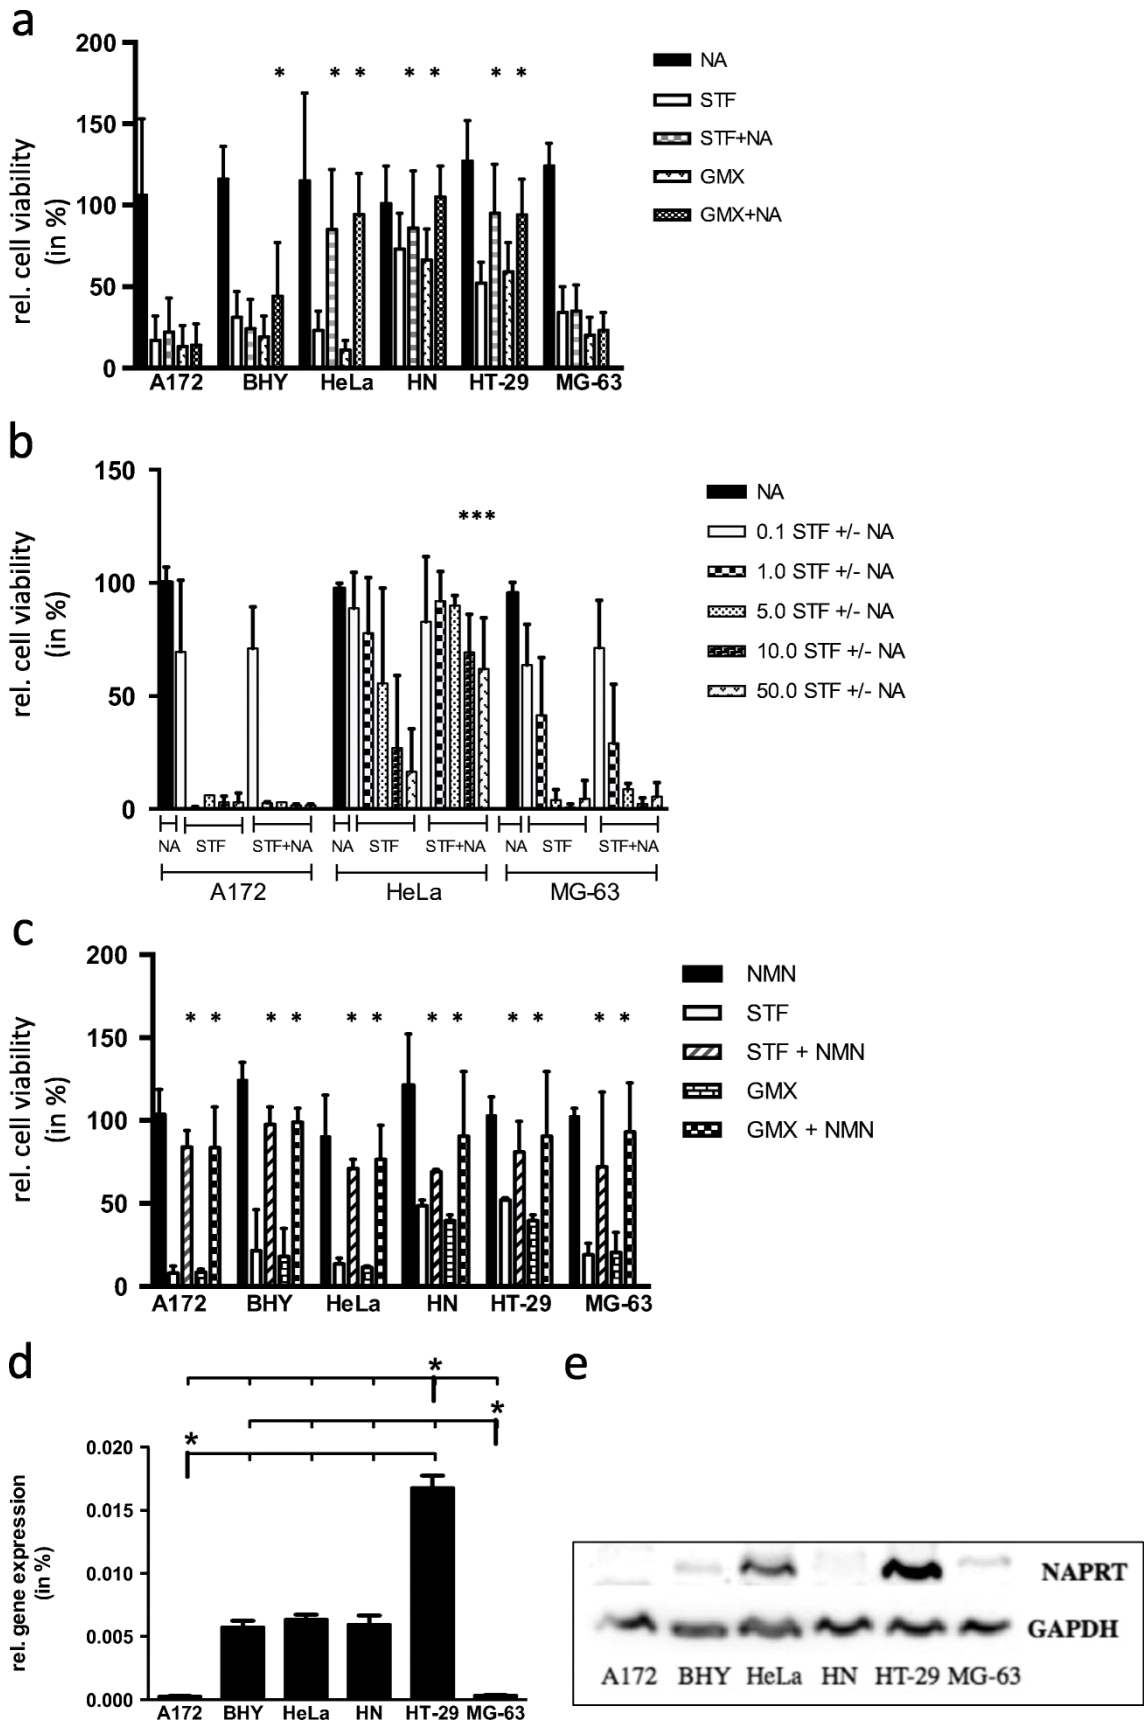 a
200
150
100
50
0
rel. cell viability
(in %)
* * * * * * *
A172 BHY HeLa HN HT-29 MG-63
NA
STF
STF+NA
GMX
GMX+NA
b
150
100
50
0
rel. cell viability
(in %)
***
NA STF STF+NA NA STF STF+NA NA STF STF+NA
A172 HeLa MG-63
NA
0.1 STF +/- NA
1.0 STF +/- NA
5.0 STF +/- NA
10.0 STF +/- NA
50.0 STF +/- NA
c
200
150
100
50
0
rel. cell viability
(in %)
* * * * * * * * * * * *
A172 BHY HeLa HN HT-29 MG-63
NMN
STF
STF + NMN
GMX
GMX + NMN
d
*
*
*
0.020
0.015
0.010
0.005
0.000
rel. gene expression
(in %)
A172 BHY HeLa HN HT-29 MG-63
e
NAPRT
GAPDH
A172 BHY HeLa HN HT-29 MG-63